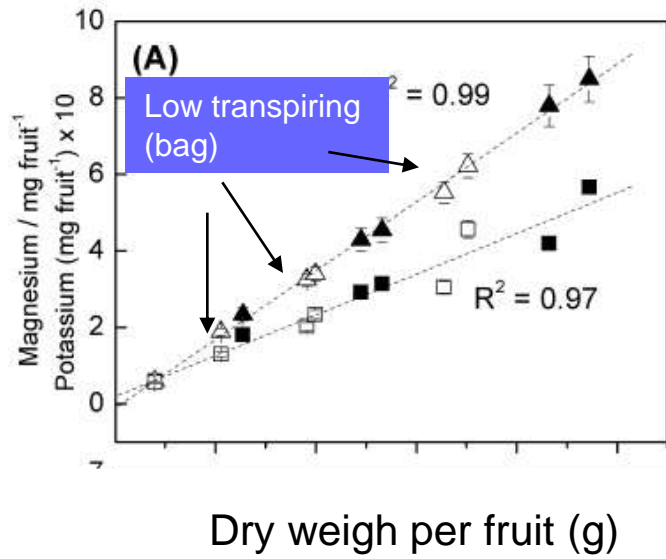 10
(A)
8
6
4
2
0
Magnesium / mg fruit⁻¹
Potassium (mg fruit⁻¹) x 10
Low transpiring
(bag)
² = 0.99
R² = 0.97
Dry weigh per fruit (g)